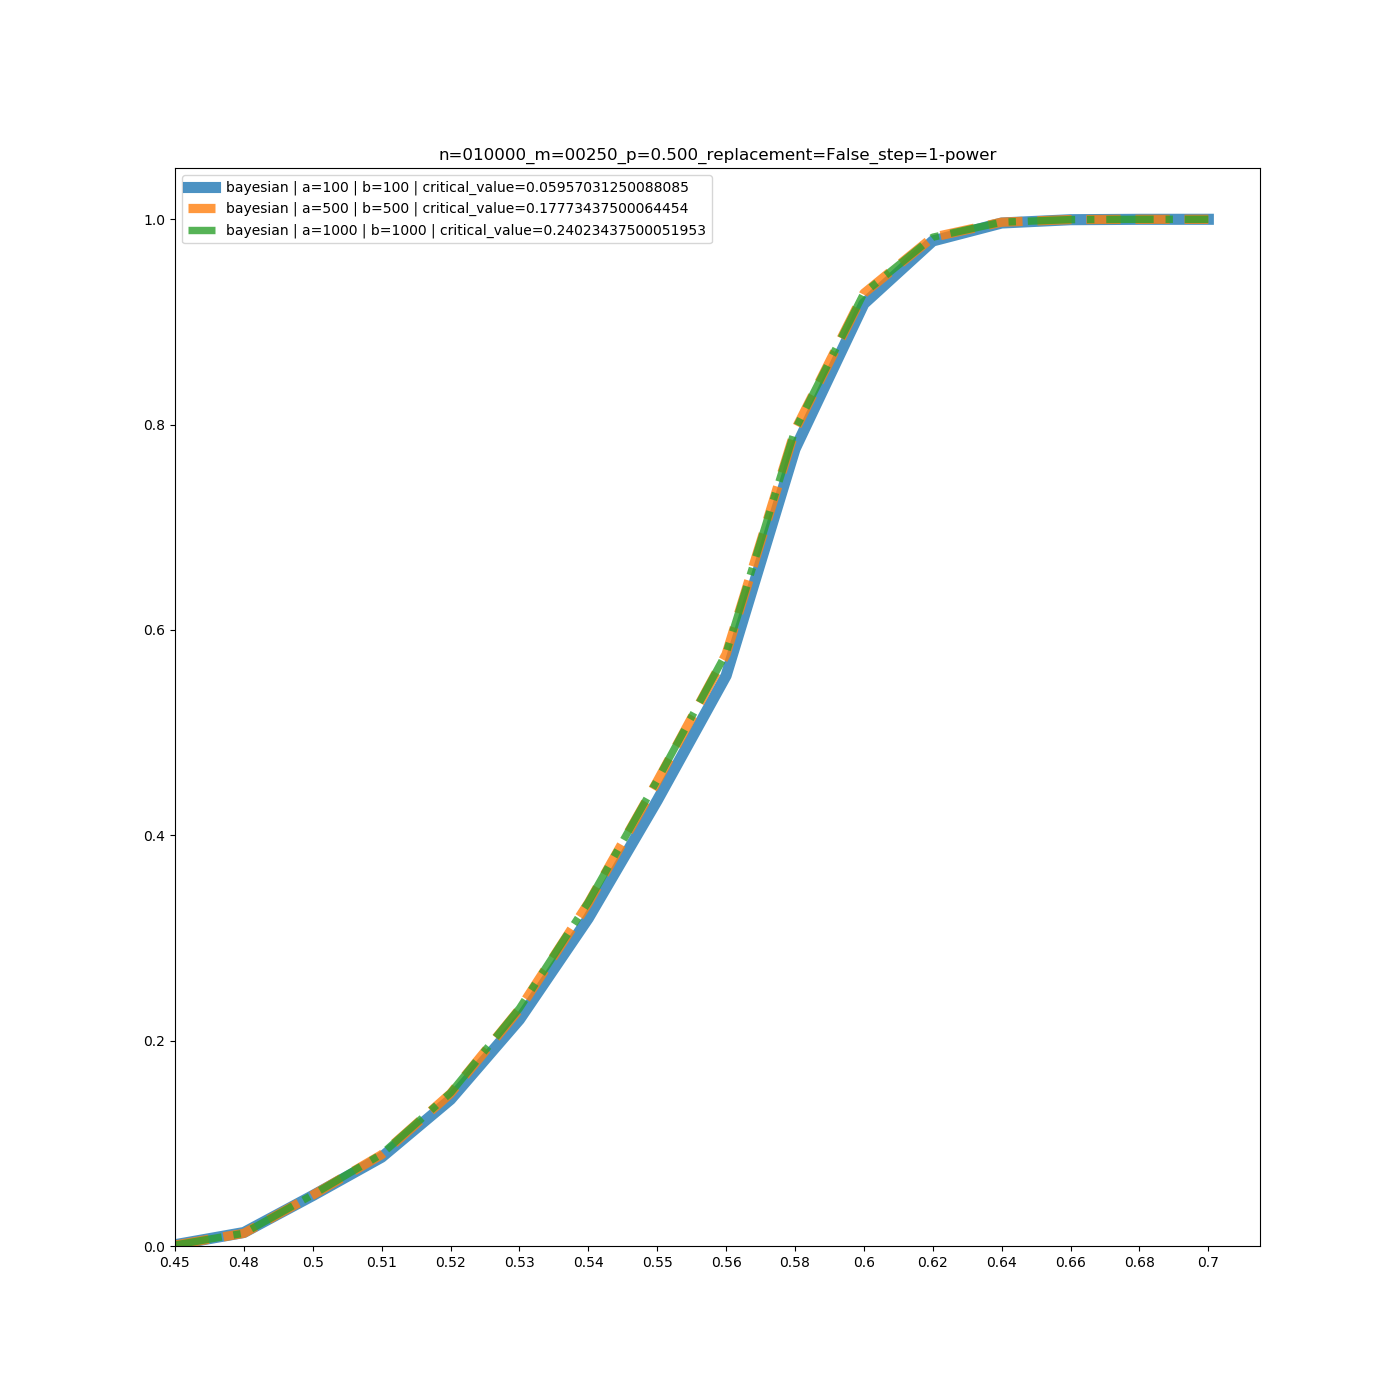 n=010000_m=00250_p=0.500_replacement=False_step=1-power
bayesian | a=100 | b=100 | critical_value=0.05957031250088085
bayesian | a=500 | b=500 | critical_value=0.17773437500064454
bayesian | a=1000 | b=1000 | critical_value=0.24023437500051953
1.0
0.8
0.6
0.4
0.2
0.0
0.45 0.48 0.5 0.51 0.52 0.53 0.54 0.55 0.56 0.58 0.6 0.62 0.64 0.66 0.68 0.7